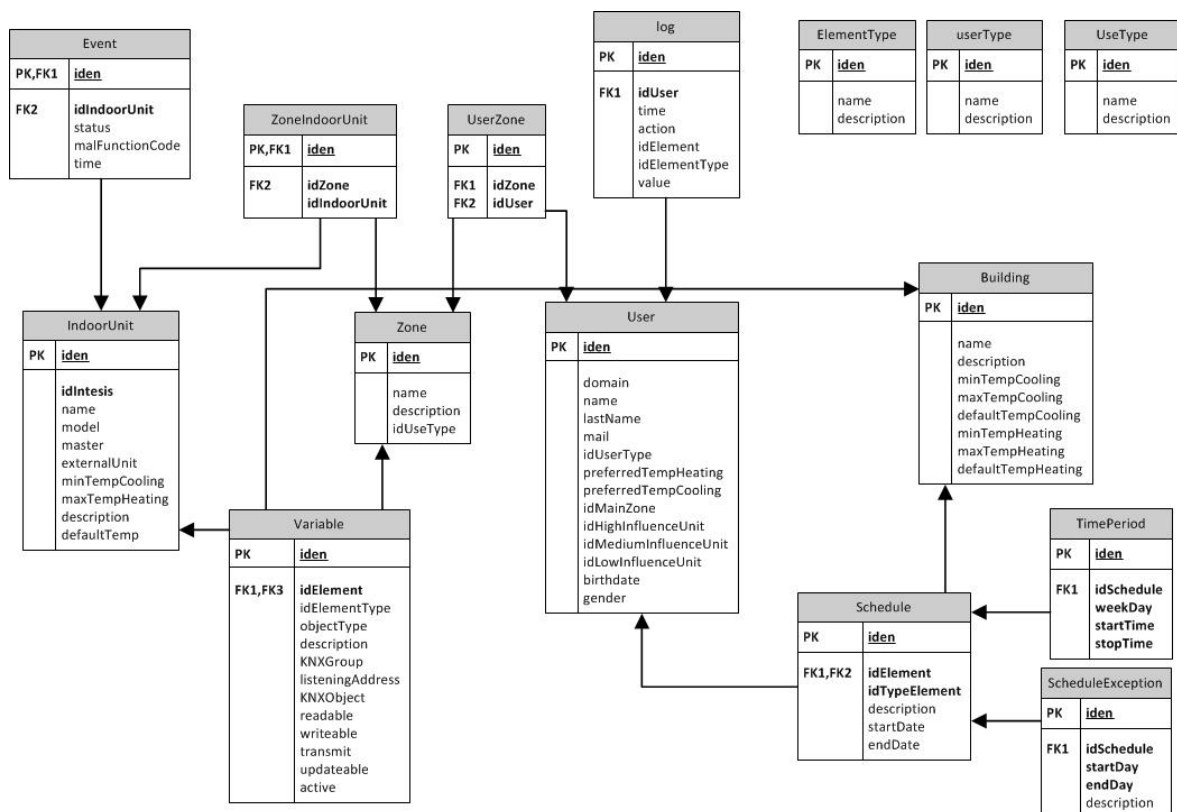 Event
PK,FK1 iden
FK2 idIndoorUnit
status
malFunctionCode
time
ZoneIndoorUnit
PK,FK1 iden
FK2 idZone
idIndoorUnit
UserZone
PK iden
FK1 idZone
FK2 idUser
log
PK iden
FK1 idUser
time
action
idElement
idElementType
value
ElementType
PK iden
name
description
userType
PK iden
name
description
UseType
PK iden
name
description
IndoorUnit
PK iden
idIntesis
name
model
master
externalUnit
minTempCooling
maxTempHeating
description
defaultTemp
Zone
PK iden
name
description
idUseType
User
PK iden
domain
name
lastName
mail
idUserType
preferredTempHeating
preferredTempCooling
idMainZone
idHighInfluenceUnit
idMediumInfluenceUnit
idLowInfluenceUnit
birthdate
gender
Building
PK iden
name
description
minTempCooling
maxTempCooling
defaultTempCooling
minTempHeating
maxTempHeating
defaultTempHeating
Variable
PK iden
FK1,FK3 idElement
idElementType
objectType
description
KNXGroup
listeningAddress
KNXObject
readable
writeable
transmit
updateable
active
Schedule
PK iden
FK1,FK2 idElement
idTypeElement
description
startDate
endDate
TimePeriod
PK iden
FK1 idSchedule
weekDay
startTime
stopTime
ScheduleException
PK iden
FK1 idSchedule
startDay
endDay
description